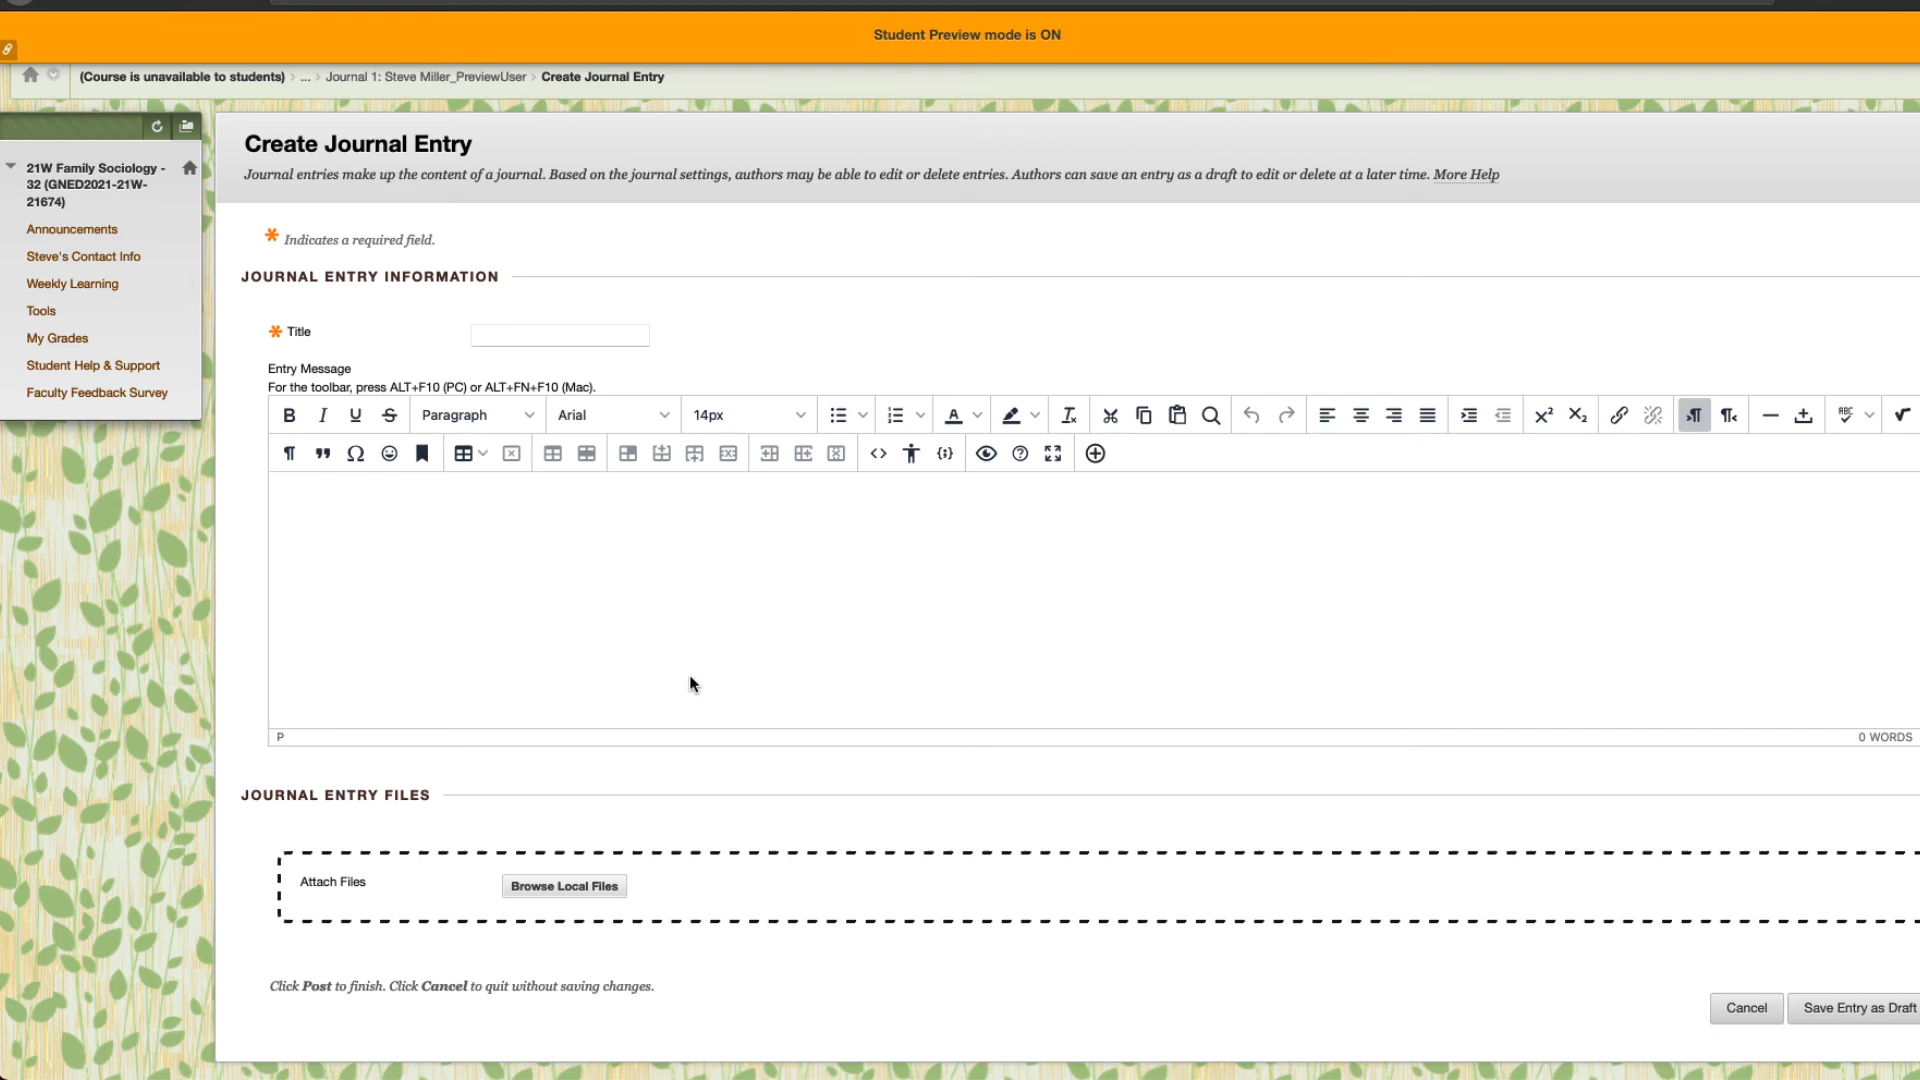 Student Preview mode is ON
(Course is unavailable to students) › ... › Journal 1: Steve Miller_PreviewUser › Create Journal Entry
21W Family Sociology -
32 (GNED2021-21W-
21674)
Announcements
Steve's Contact Info
Weekly Learning
Tools
My Grades
Student Help & Support
Faculty Feedback Survey
Create Journal Entry
Journal entries make up the content of a journal. Based on the journal settings, authors may be able to edit or delete entries. Authors can save an entry as a draft to edit or delete at a later time. More Help
* Indicates a required field.
JOURNAL ENTRY INFORMATION
* Title
Entry Message
For the toolbar, press ALT+F10 (PC) or ALT+FN+F10 (Mac).
Paragraph Arial 14px
P 0 WORDS
JOURNAL ENTRY FILES
Attach Files Browse Local Files
Click Post to finish. Click Cancel to quit without saving changes.
Cancel Save Entry as Draft